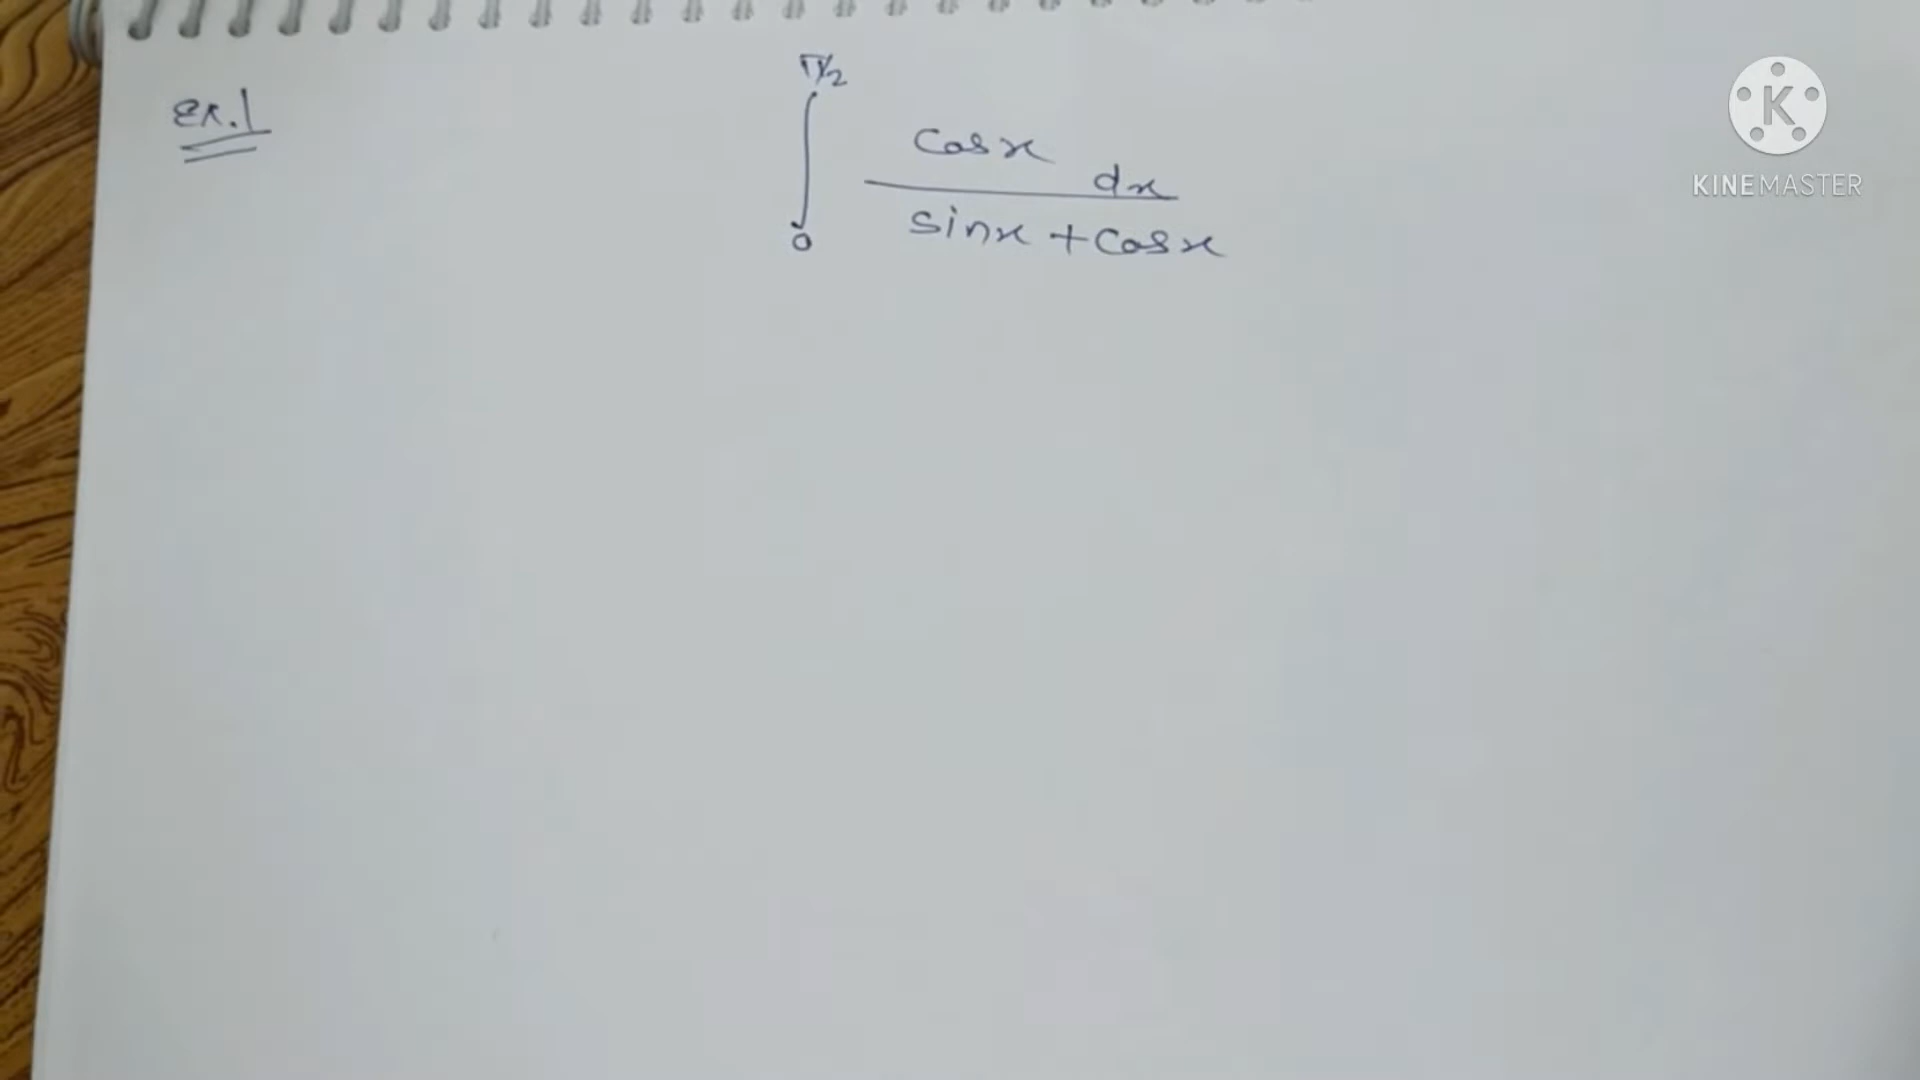 Ex.1
π/2
∫ cosx dx
0 sinx + cosx
K
KINEMASTER